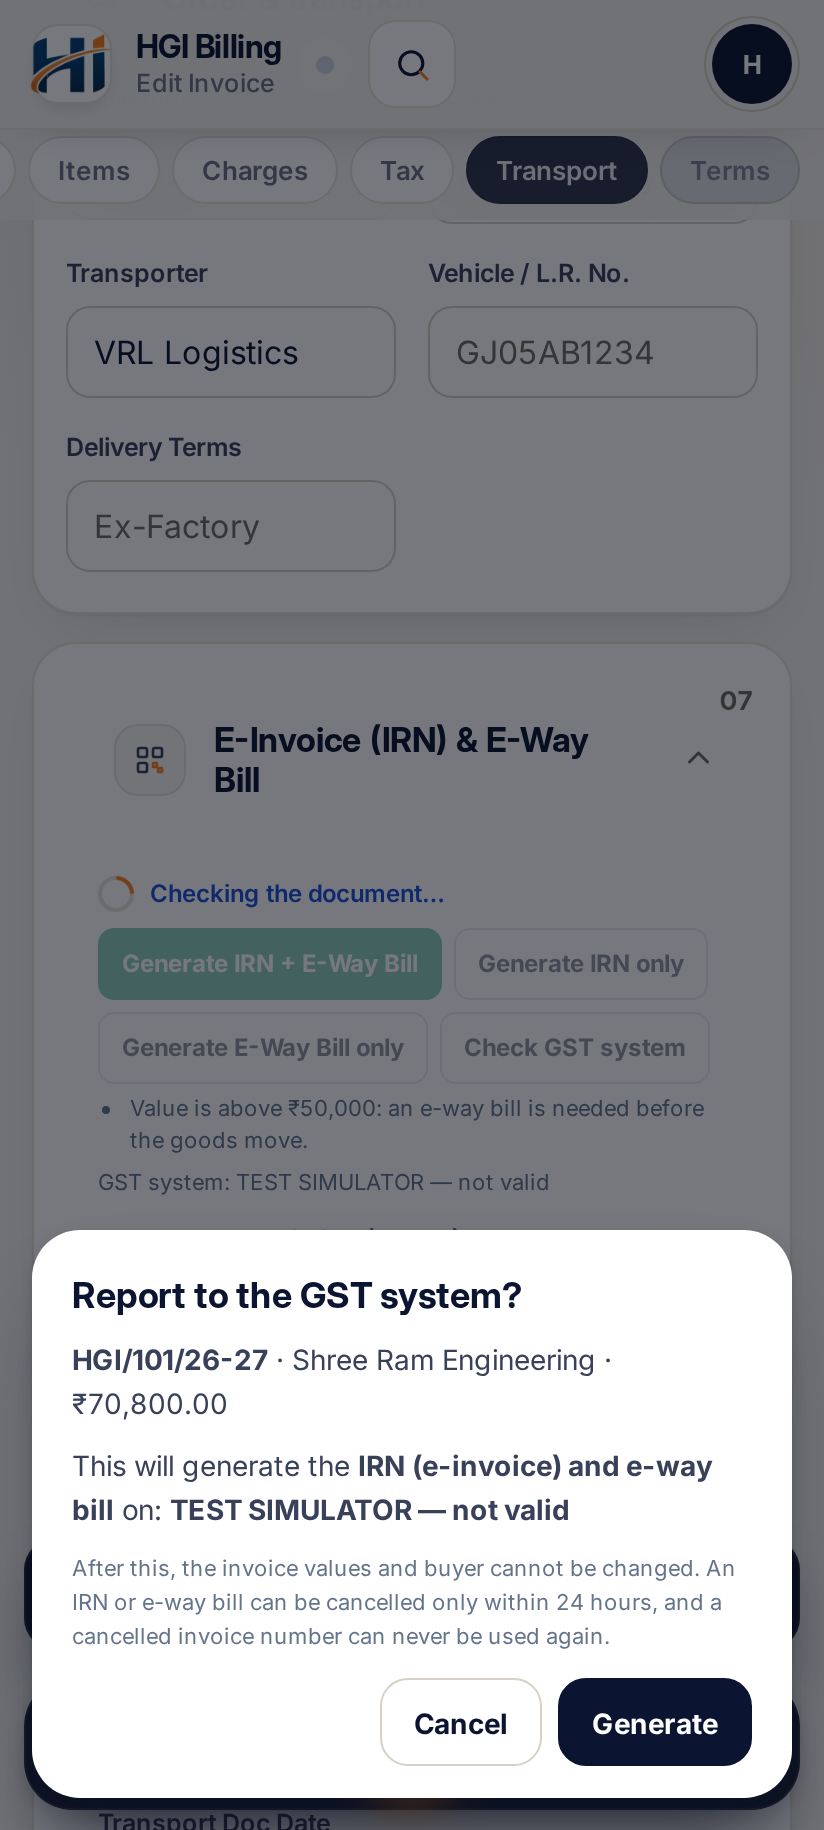 HGI Billing
Edit Invoice
H
Items
Charges
Tax
Transport
Terms
Transporter
Vehicle / L.R. No.
VRL Logistics
GJ05AB1234
Delivery Terms
Ex-Factory
07
E-Invoice (IRN) & E-Way
Bill
Checking the document...
Generate IRN + E-Way Bill
Generate IRN only
Generate E-Way Bill only
Check GST system
• Value is above ₹50,000: an e-way bill is needed before
the goods move.
GST system: TEST SIMULATOR — not valid
Report to the GST system?
HGI/101/26-27 · Shree Ram Engineering ·
₹70,800.00
This will generate the IRN (e-invoice) and e-way
bill on: TEST SIMULATOR — not valid
After this, the invoice values and buyer cannot be changed. An
IRN or e-way bill can be cancelled only within 24 hours, and a
cancelled invoice number can never be used again.
Cancel
Generate
Transport Doc Date